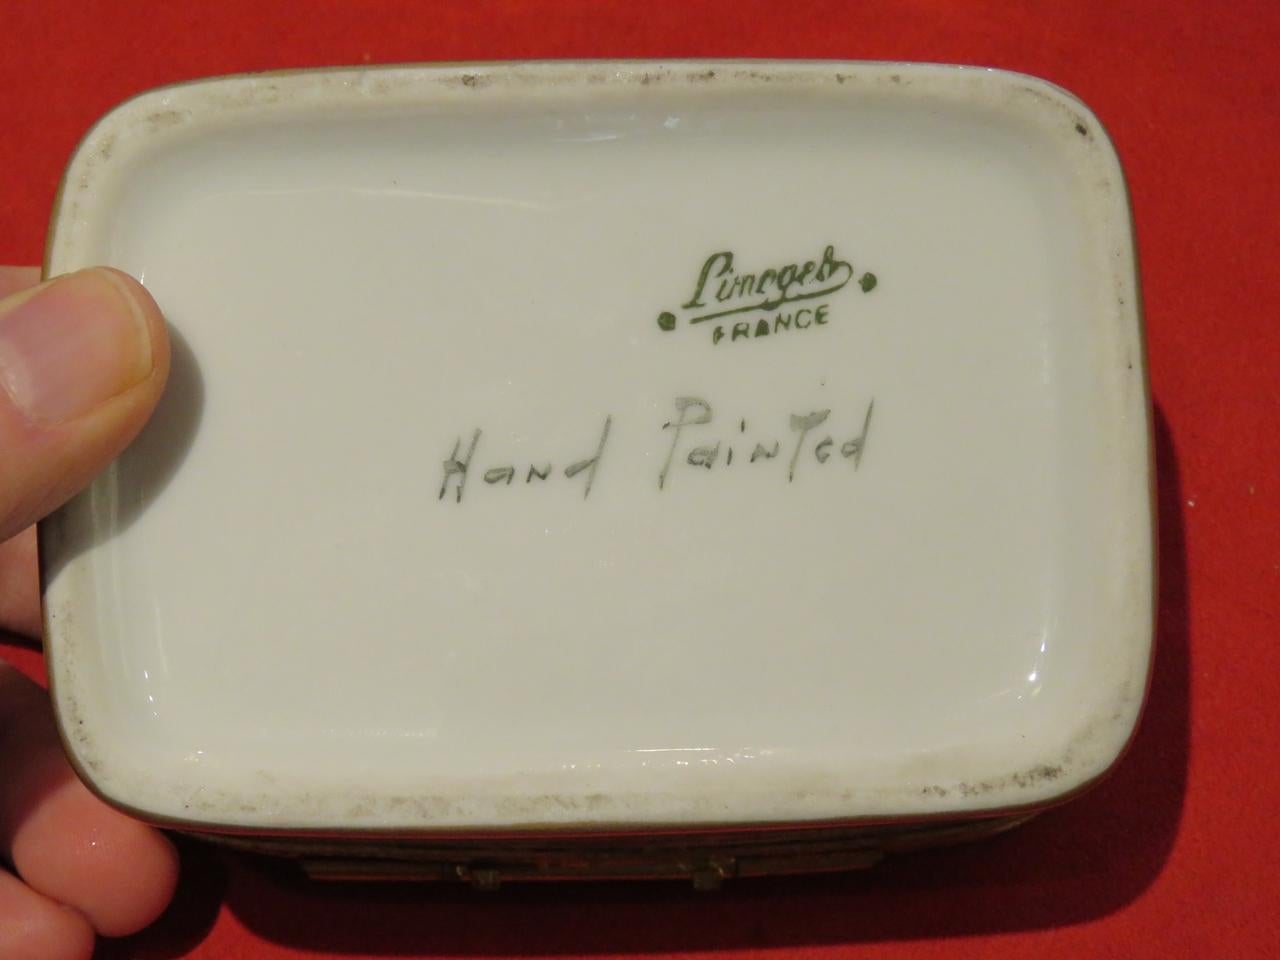 Limoges
FRANCE
Hand Painted